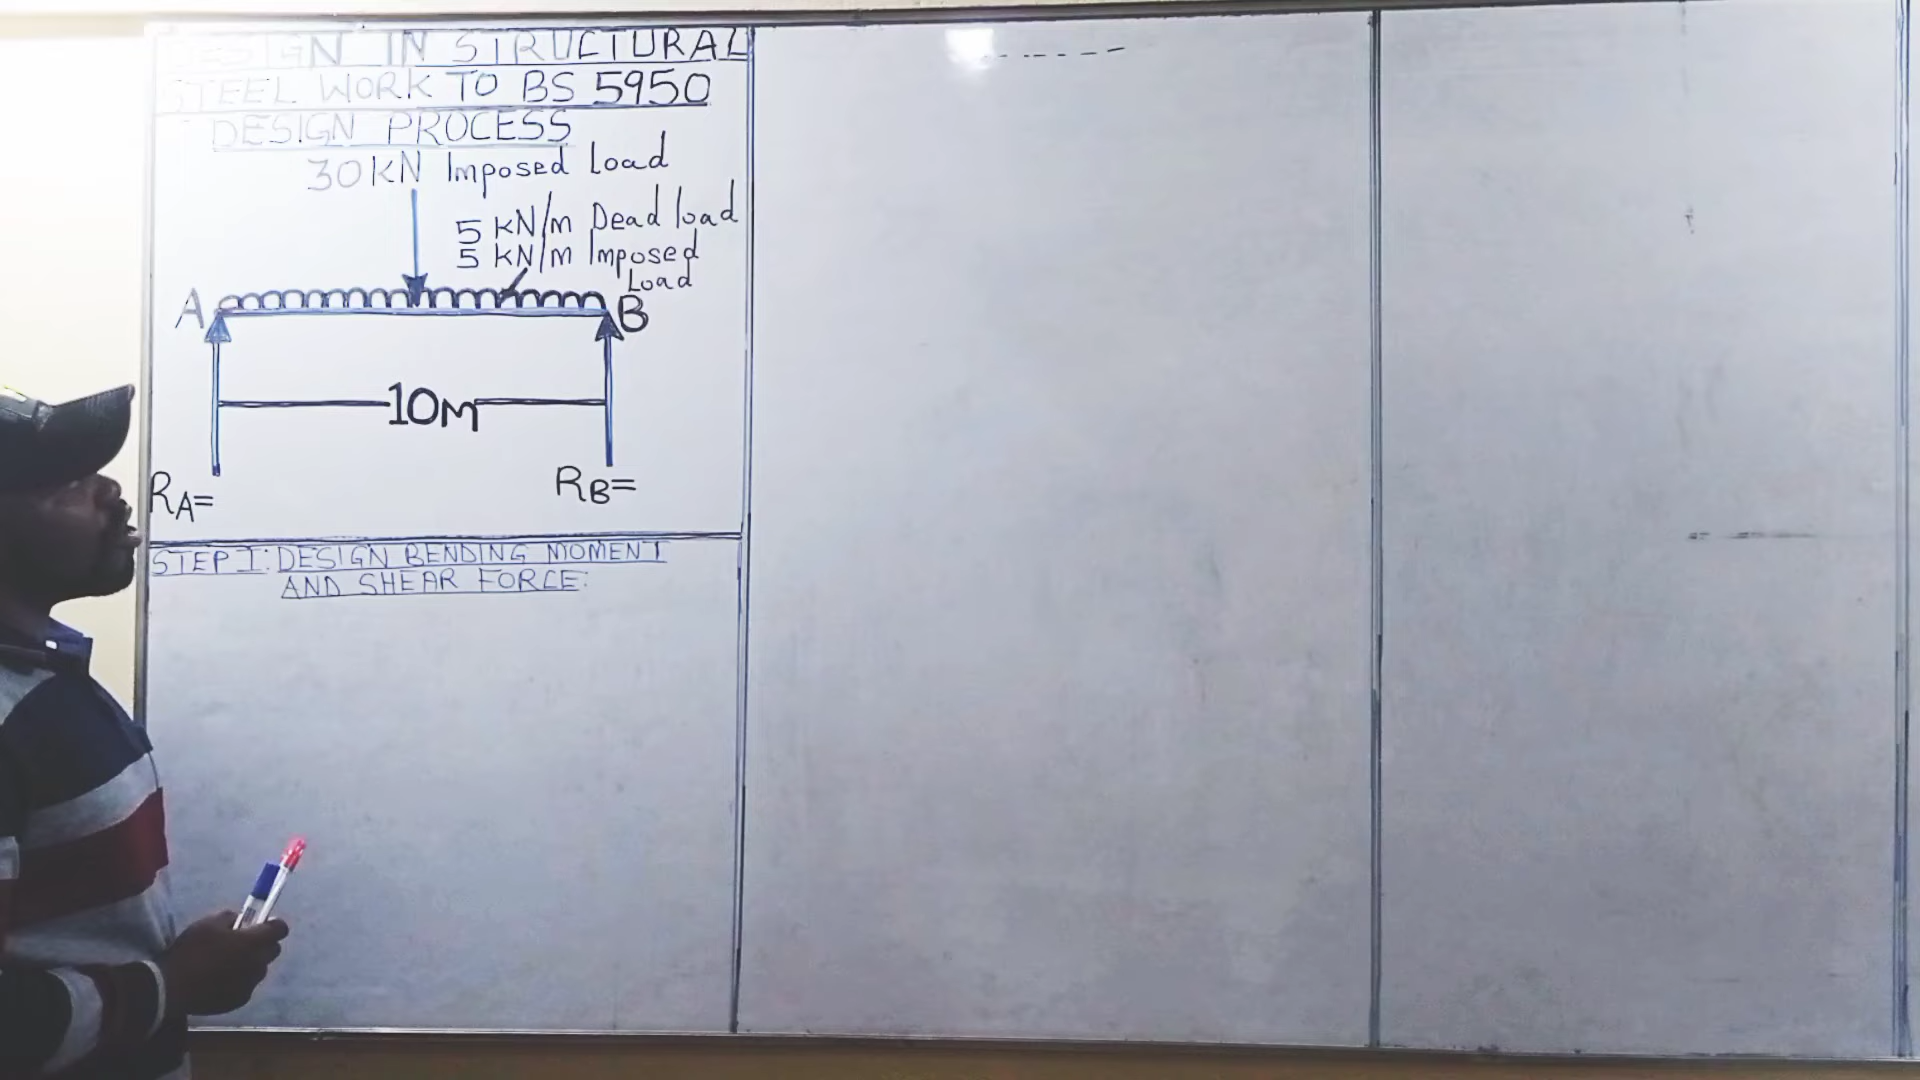 DESIGN IN STRUCTURAL
STEEL WORK TO BS 5950
DESIGN PROCESS
30KN Imposed Load
5 kN/m Dead load
5 kN/m Imposed
Load
A
B
10M
RA=
RB=
STEP I: DESIGN BENDING MOMENT
AND SHEAR FORCE: